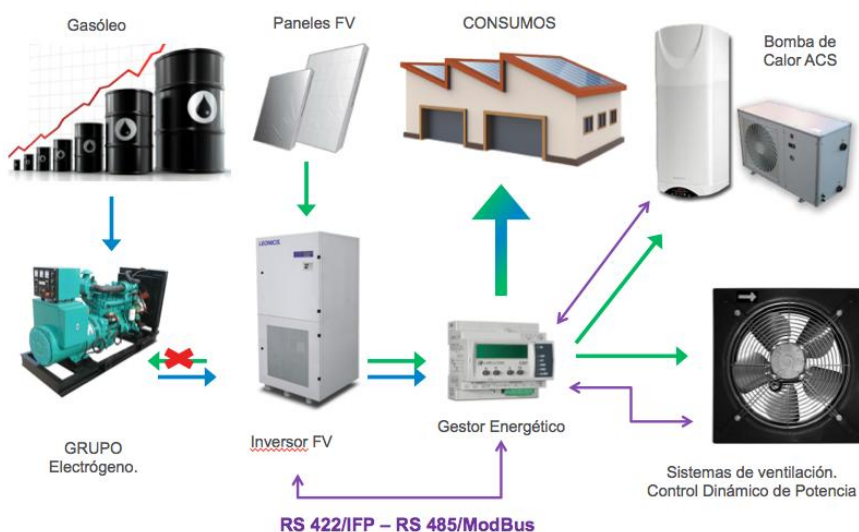 Gasóleo
Paneles FV
CONSUMOS
Bomba de
Calor ACS
LEONICS
GRUPO
Electrógeno.
Inversor FV
Gestor Energético
Sistemas de ventilación.
Control Dinámico de Potencia
RS 422/IFP – RS 485/ModBus